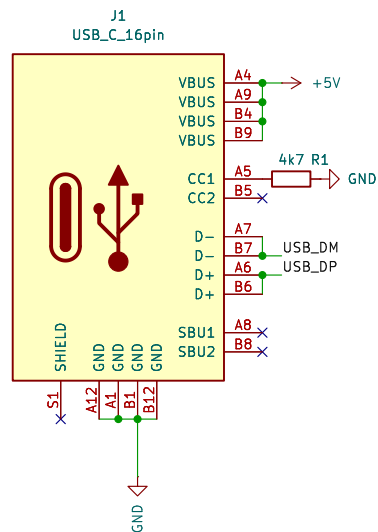 J1
USB_C_16pin
VBUS A4 +5V
VBUS A9
VBUS B4
VBUS B9
4k7 R1
CC1 A5 GND
CC2 B5
D- A7
D- B7 USB_DM
D+ A6 USB_DP
D+ B6
SBU1 A8
SBU2 B8
SHIELD GND GND GND GND
S1 A12 A1 B1 B12
GND